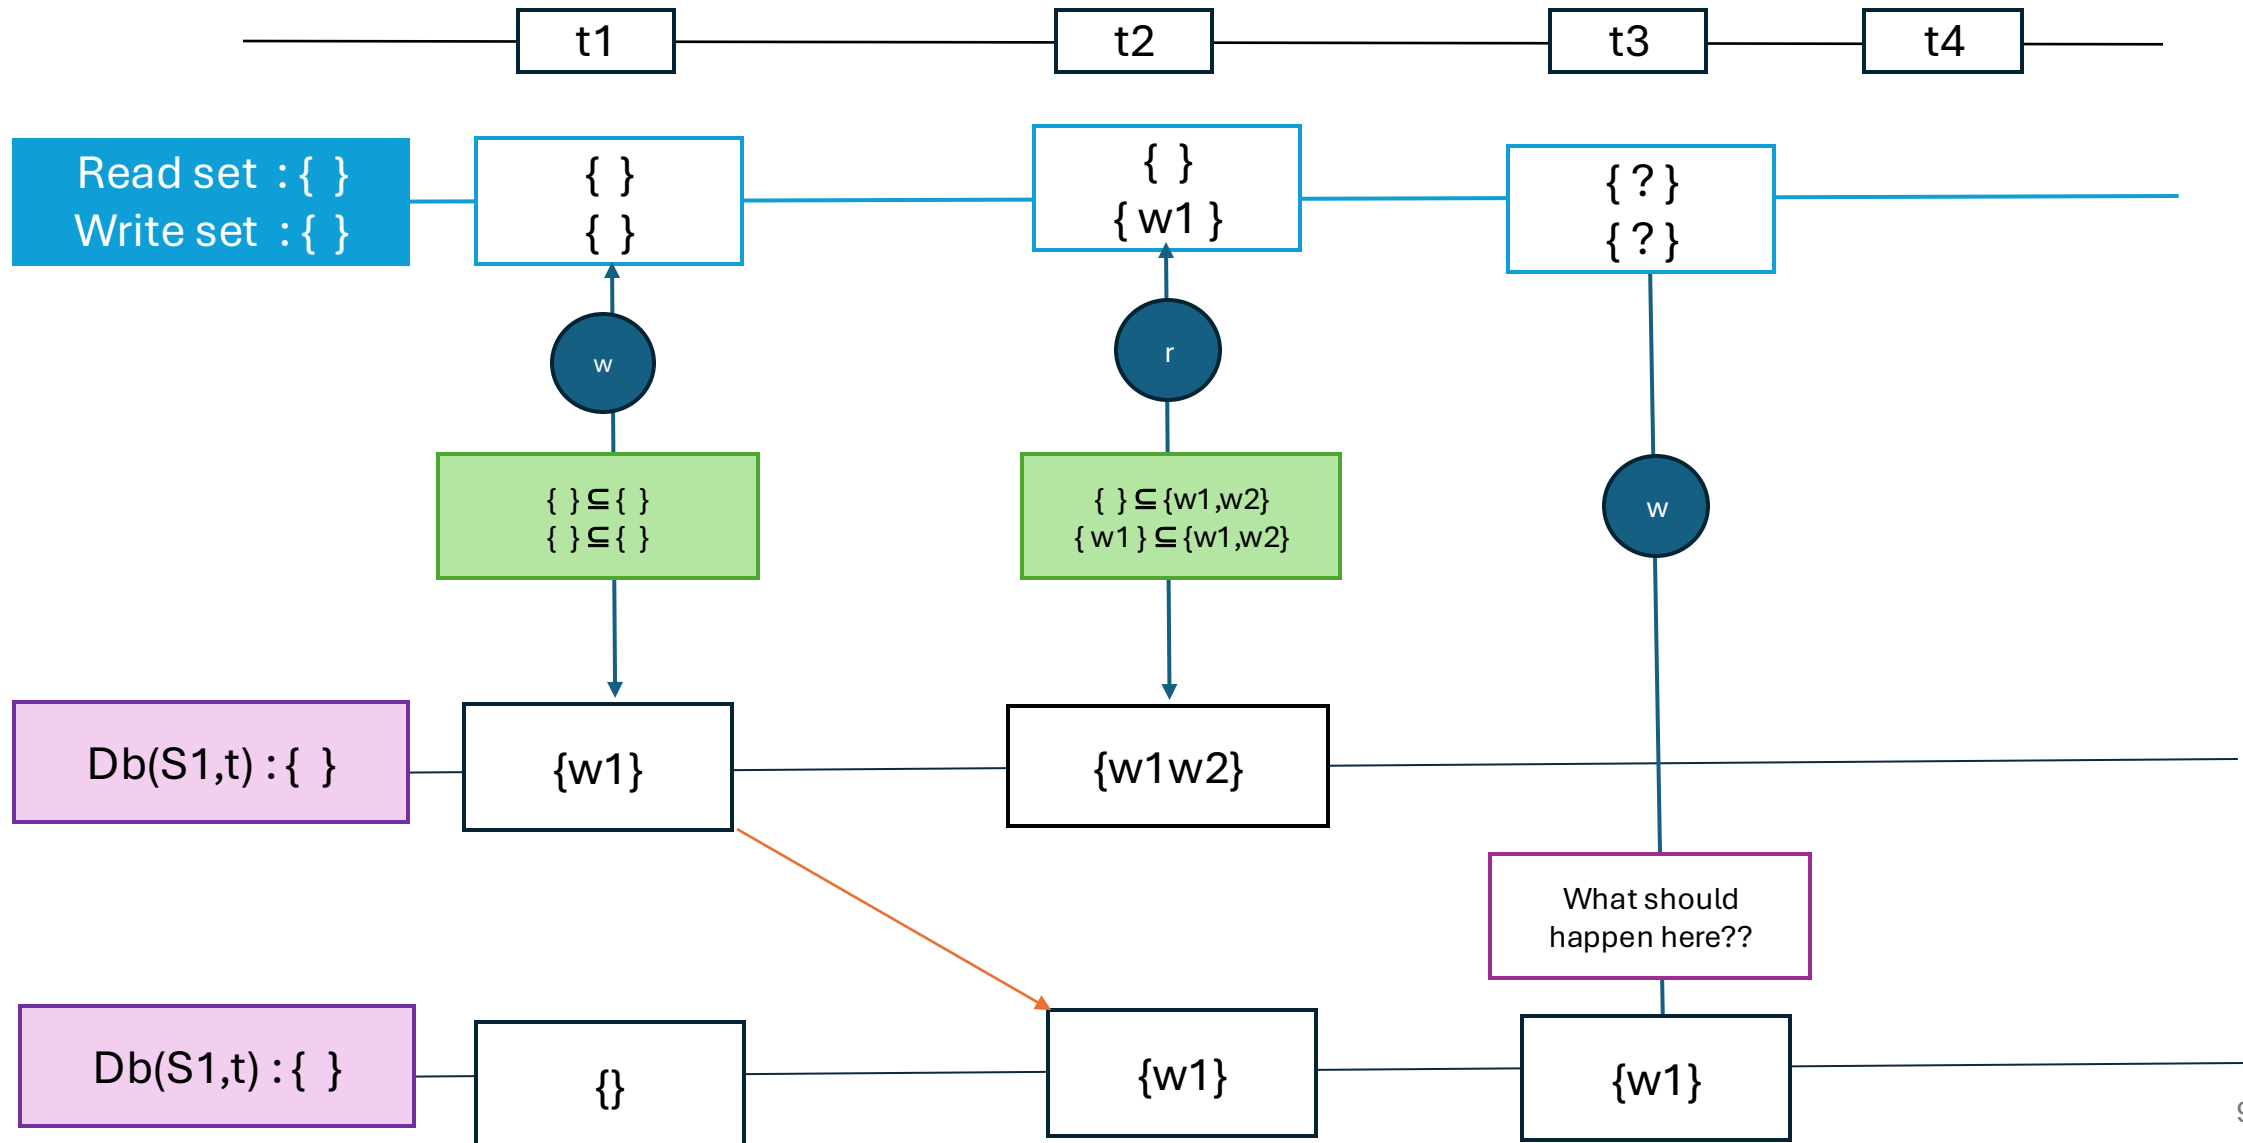 t1
t2
t3
t4
Read set : { }
Write set : { }
{ }
{ }
{ }
{ w1 }
{ ? }
{ ? }
w
r
w
{ } ⊆ { }
{ } ⊆ { }
{ } ⊆ {w1,w2}
{ w1 } ⊆ {w1,w2}
Db(S1,t) : { }
{w1}
{w1w2}
What should
happen here??
Db(S1,t) : { }
{}
{w1}
{w1}